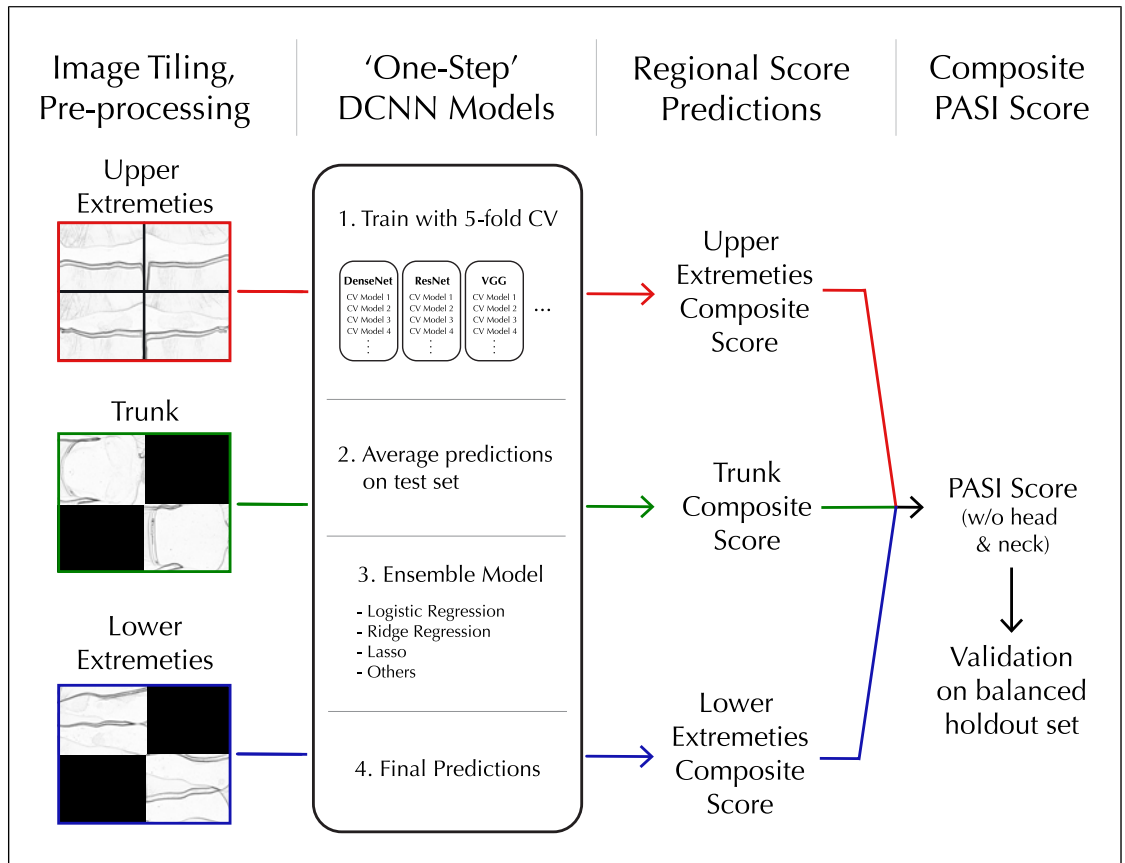 Image Tiling,
Pre-processing
‘One-Step’
DCNN Models
Regional Score
Predictions
Composite
PASI Score
Upper
Extremeties
Trunk
Lower
Extremeties
1. Train with 5-fold CV
DenseNet
CV Model 1
CV Model 2
CV Model 3
CV Model 4
⋮
ResNet
CV Model 1
CV Model 2
CV Model 3
CV Model 4
⋮
VGG
CV Model 1
CV Model 2
CV Model 3
CV Model 4
⋮
...
2. Average predictions
on test set
3. Ensemble Model
- Logistic Regression
- Ridge Regression
- Lasso
- Others
4. Final Predictions
Upper
Extremeties
Composite
Score
Trunk
Composite
Score
Lower
Extremeties
Composite
Score
PASI Score
(w/o head
& neck)
Validation
on balanced
holdout set